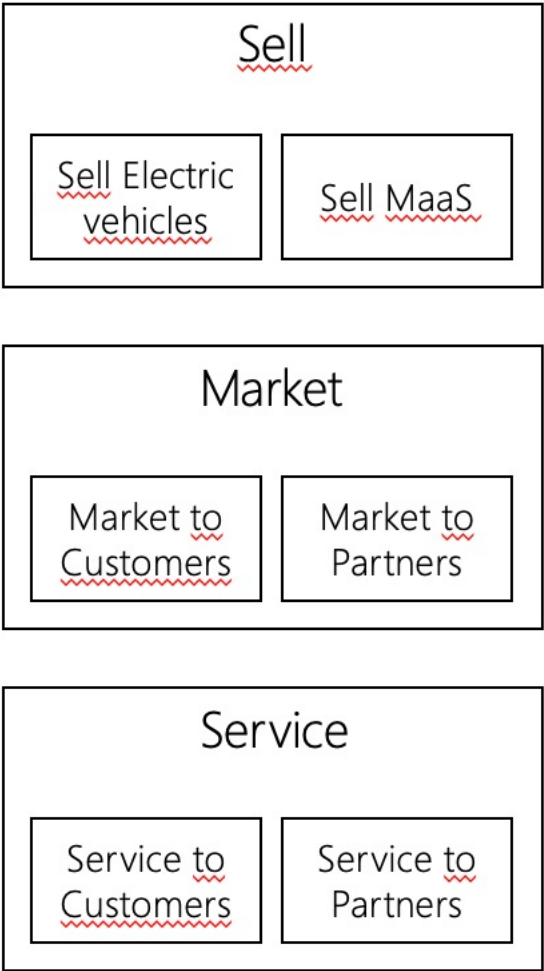 Sell
Sell Electric
vehicles
Sell MaaS
Market
Market to
Customers
Market to
Partners
Service
Service to
Customers
Service to
Partners